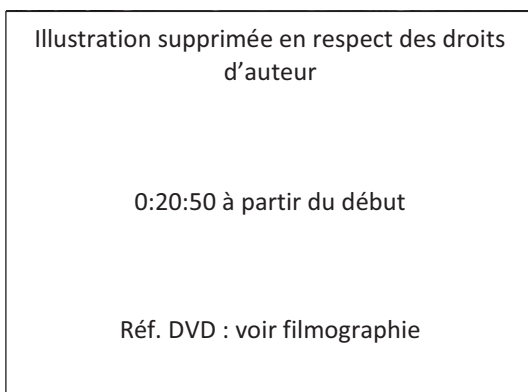 Illustration supprimée en respect des droits
d’auteur
0:20:50 à partir du début
Réf. DVD : voir filmographie